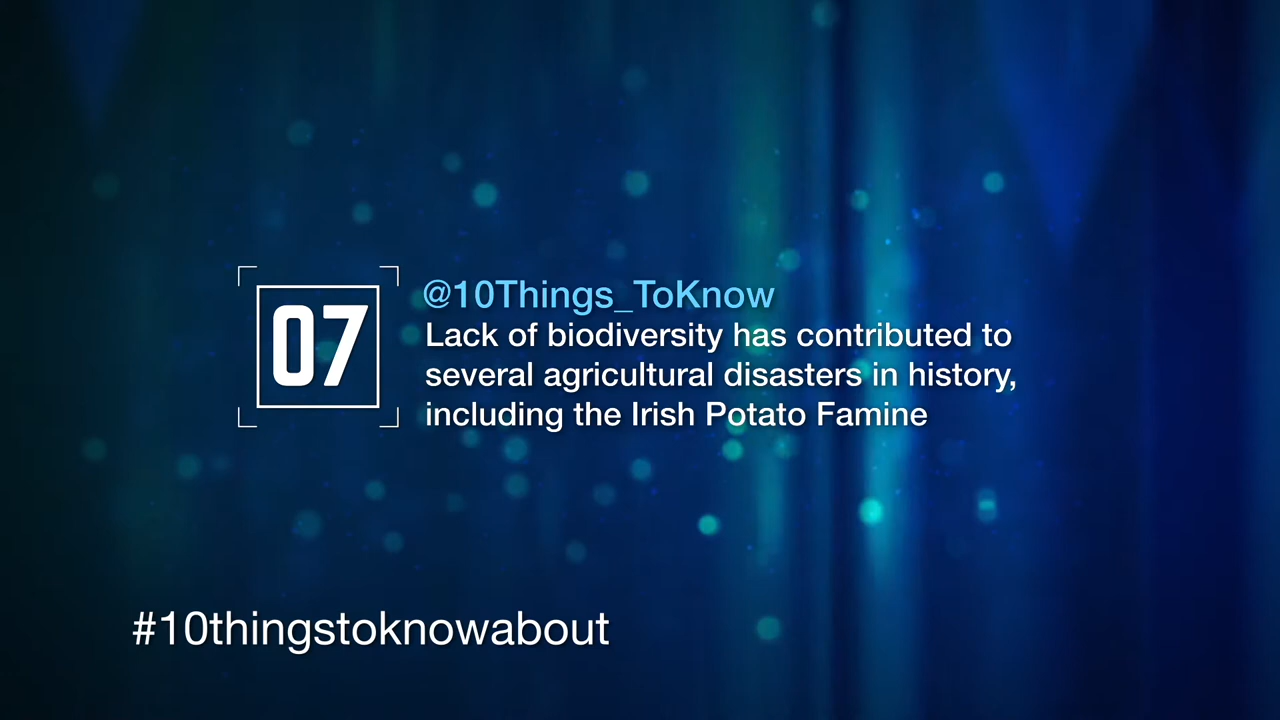 07
@10Things_ToKnow
Lack of biodiversity has contributed to
several agricultural disasters in history,
including the Irish Potato Famine
#10thingstoknowabout